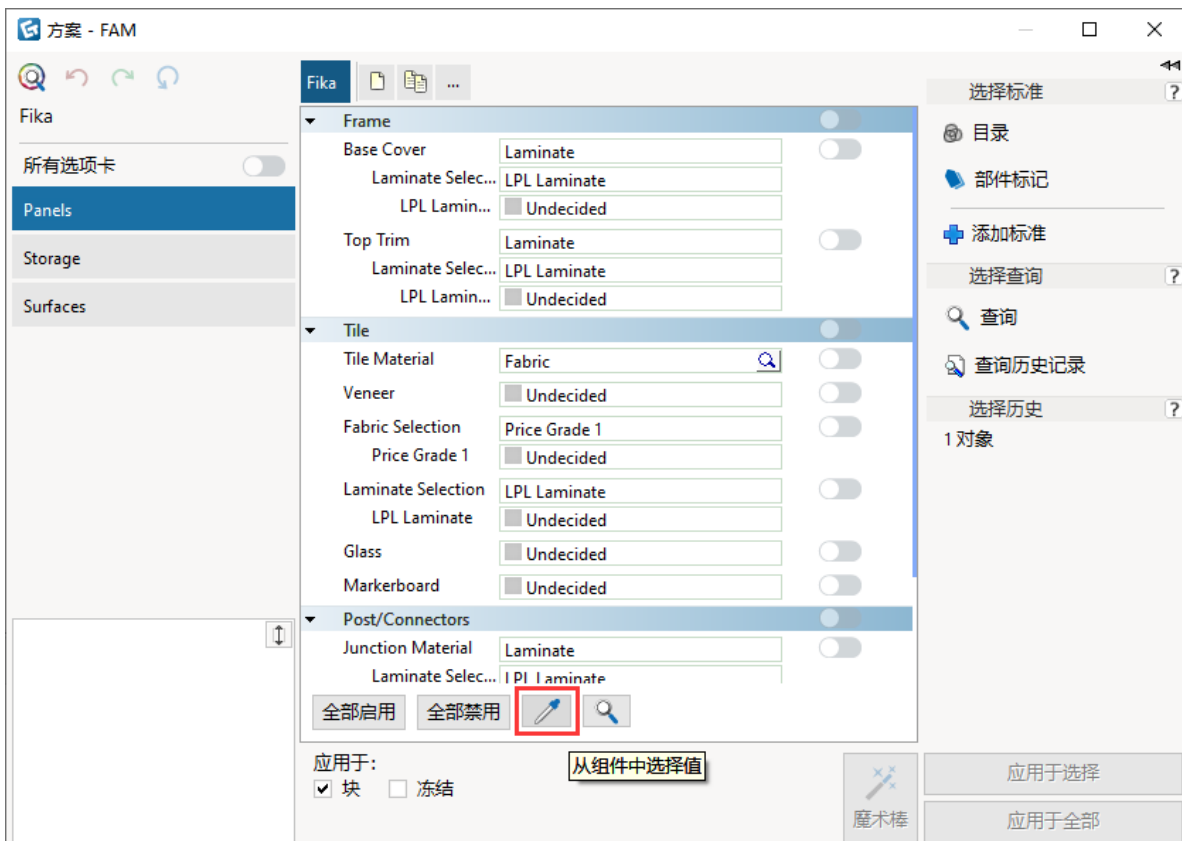 方案 - FAM
Fika
所有选项卡
Panels
Storage
Surfaces
Fika
...
Frame
Base Cover Laminate
Laminate Selec... LPL Laminate
LPL Lamin... Undecided
Top Trim Laminate
Laminate Selec... LPL Laminate
LPL Lamin... Undecided
Tile
Tile Material Fabric
Veneer Undecided
Fabric Selection Price Grade 1
Price Grade 1 Undecided
Laminate Selection LPL Laminate
LPL Laminate Undecided
Glass Undecided
Markerboard Undecided
Post/Connectors
Junction Material Laminate
Laminate Selec... LPL Laminate
全部启用 全部禁用
从组件中选择值
应用于:
块 冻结
魔术棒
选择标准 ?
目录
部件标记
添加标准
选择查询 ?
查询
查询历史记录
选择历史 ?
1 对象
应用于选择
应用于全部